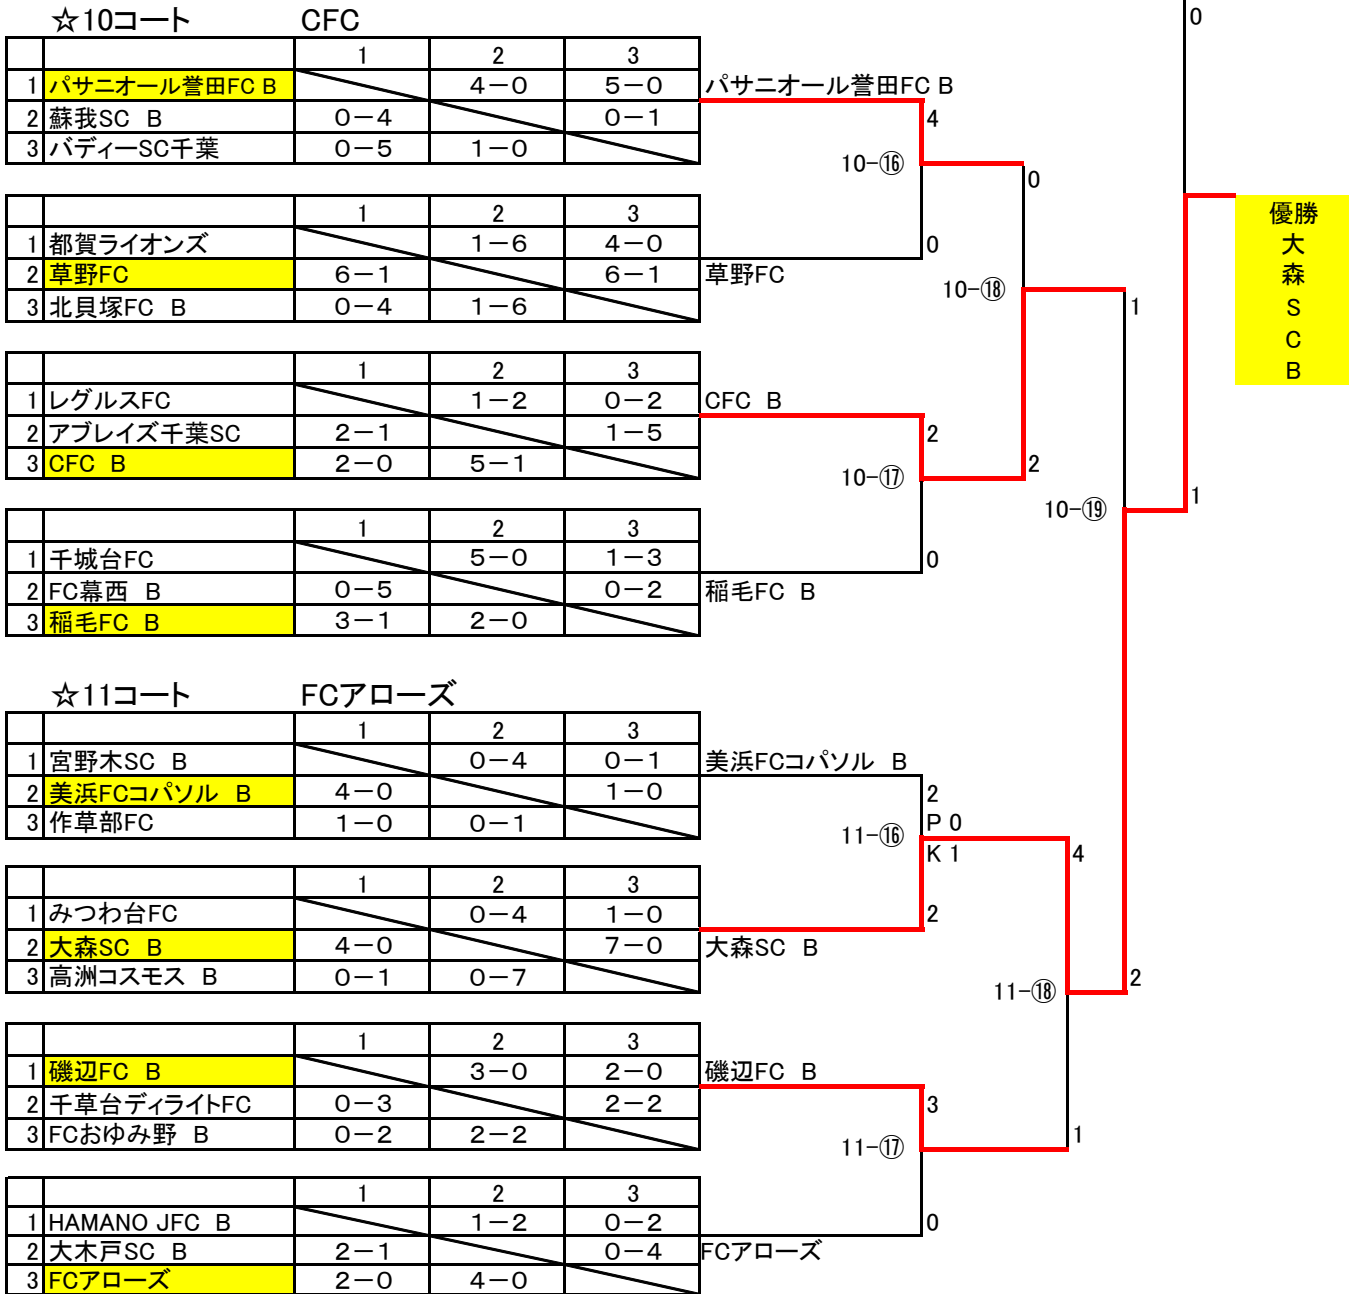 ☆10コート CFC
0
1 2 3
1 パサニオール誉田FC B 4−0 5−0 パサニオール誉田FC B
2 蘇我SC B 0−4 0−1 4
3 バディーSC千葉 0−5 1−0
10-⑯
0
1 2 3
1 都賀ライオンズ 1−6 4−0 0
2 草野FC 6−1 6−1 草野FC
3 北貝塚FC B 0−4 1−6
10-⑱
1
優勝
大
森
S
C
B
1 2 3
1 レグルスFC 1−2 0−2 CFC B
2 アブレイズ千葉SC 2−1 1−5 2
3 CFC B 2−0 5−1 2
10-⑰
1
10-⑲
1 2 3
1 千城台FC 5−0 1−3 0
2 FC幕西 B 0−5 0−2 稲毛FC B
3 稲毛FC B 3−1 2−0
☆11コート FCアローズ
1 2 3
1 宮野木SC B 0−4 0−1 美浜FCコパソル B
2 美浜FCコパソル B 4−0 1−0 2
3 作草部FC 1−0 0−1 P 0
11-⑯
K 1 4
1 2 3
1 みつわ台FC 0−4 1−0 2
2 大森SC B 4−0 7−0 大森SC B
3 高洲コスモス B 0−1 0−7 2
11-⑱
1 2 3
1 磯辺FC B 3−0 2−0 磯辺FC B
2 千草台ディライトFC 0−3 2−2 3
3 FCおゆみ野 B 0−2 2−2 1
11-⑰
1 2 3
1 HAMANO JFC B 1−2 0−2 0
2 大木戸SC B 2−1 0−4 FCアローズ
3 FCアローズ 2−0 4−0